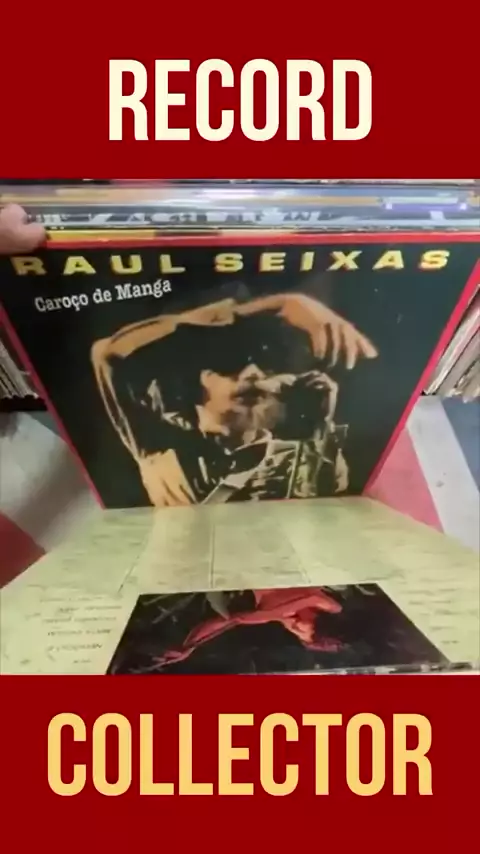 RECORD
RAUL SEIXAS
Caroço de Manga
COLLECTOR